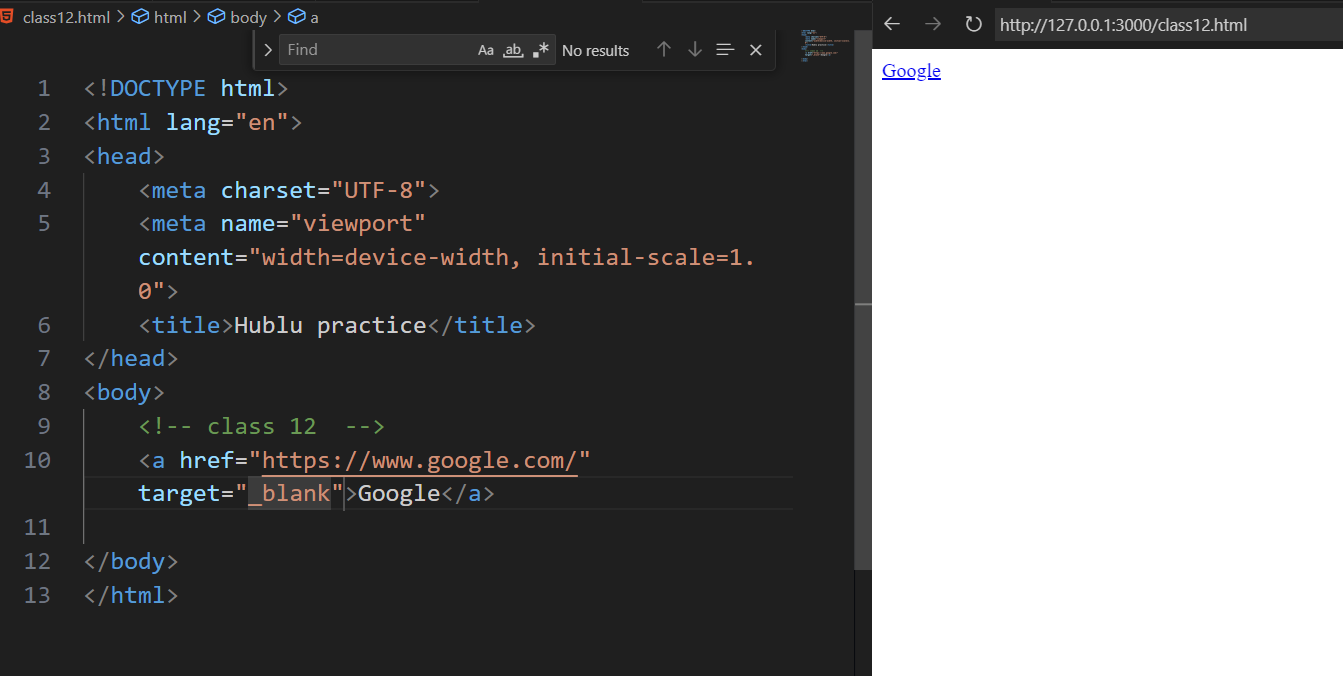 class12.html > html > body > a
http://127.0.0.1:3000/class12.html
Find Aa ab .* No results
Google
1 <!DOCTYPE html>
2 <html lang="en">
3 <head>
4 <meta charset="UTF-8">
5 <meta name="viewport"
content="width=device-width, initial-scale=1.
0">
6 <title>Hublu practice</title>
7 </head>
8 <body>
9 <!-- class 12  -->
10 <a href="https://www.google.com/"
target="_blank">Google</a>
11
12 </body>
13 </html>